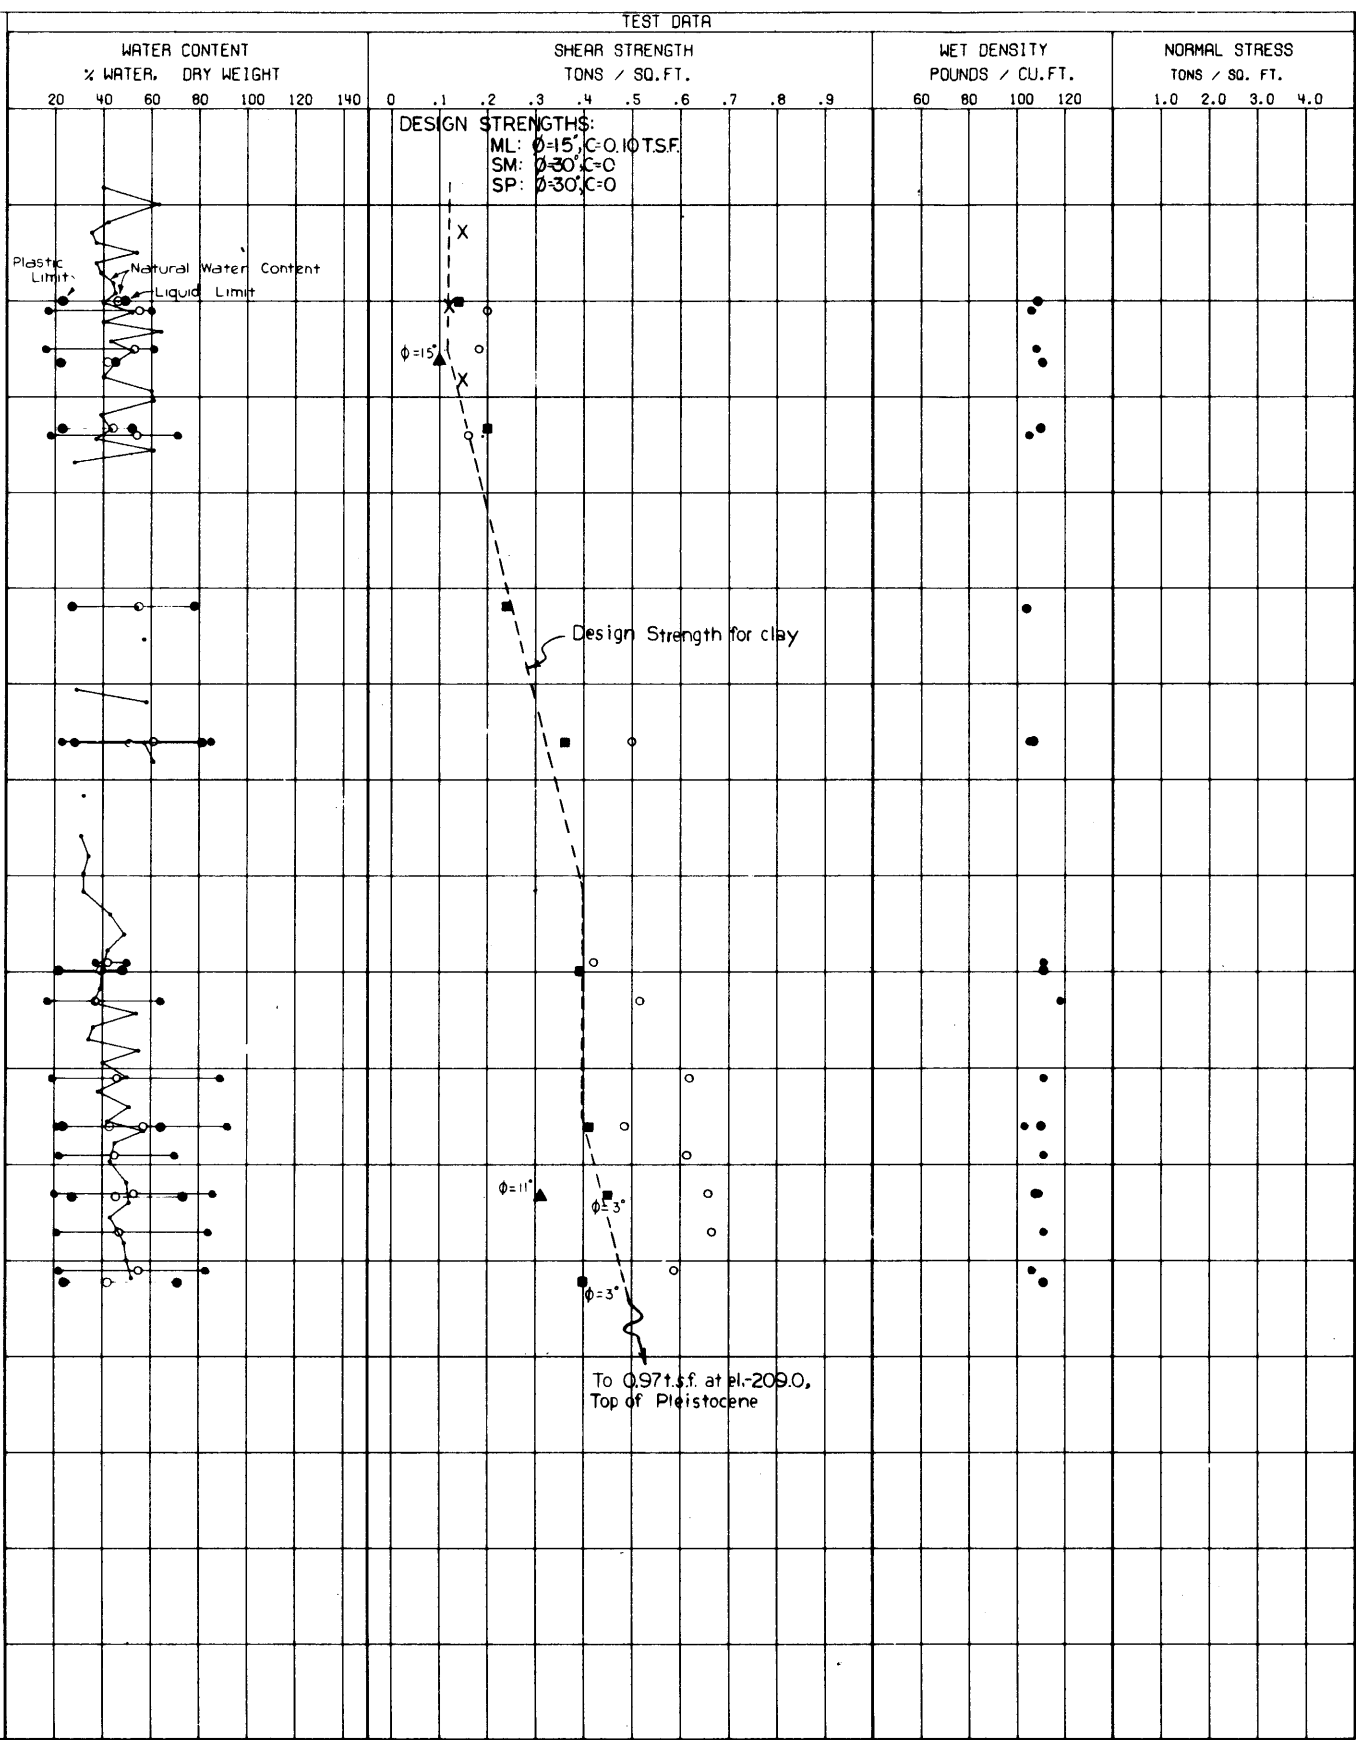 TEST DATA
WATER CONTENT
% WATER, DRY WEIGHT
SHEAR STRENGTH
TONS / SQ.FT.
WET DENSITY
POUNDS / CU.FT.
NORMAL STRESS
TONS / SQ. FT.
20 40 60 80 100 120 140
0 .1 .2 .3 .4 .5 .6 .7 .8 .9
60 80 100 120
1.0 2.0 3.0 4.0
DESIGN STRENGTHS:
ML: Ø=15°, C=0.10 T.S.F.
SM: Ø=30°, C=0
SP: Ø=30°, C=0
Plastic
Limit
Natural Water Content
Liquid Limit
ϕ=15°
Design Strength for clay
ϕ=11°
ϕ=3°
ϕ=3°
To 0.97 t.s.f. at el.-209.0,
Top of Pleistocene